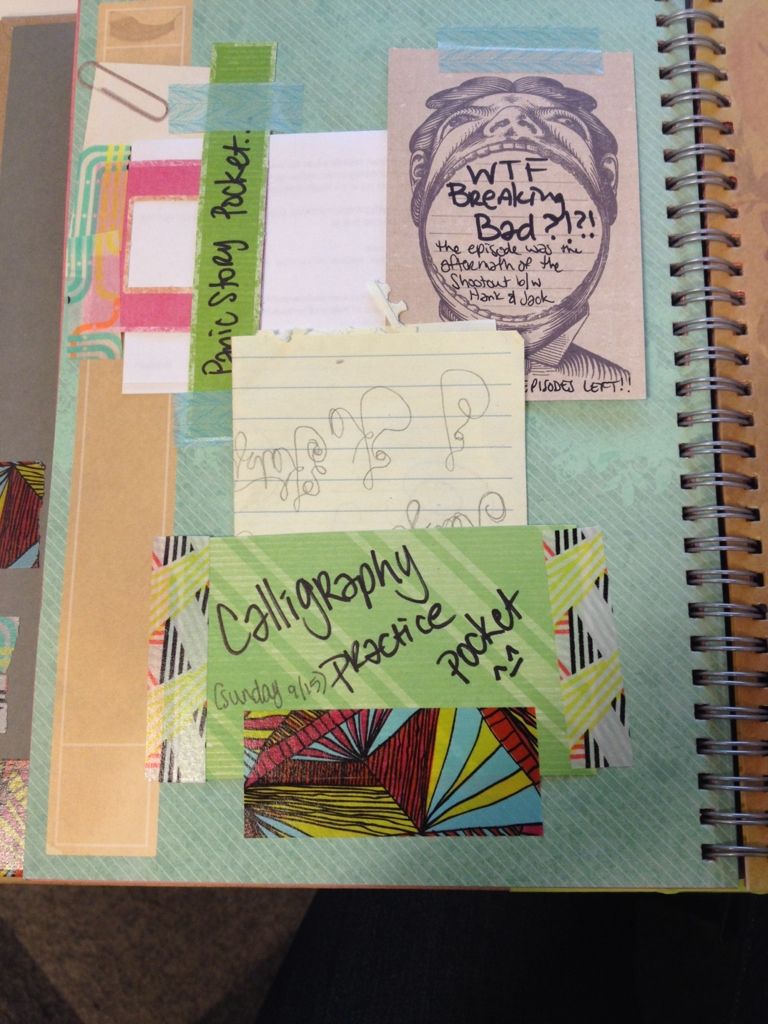 Panic Story Pocket..
WTF
Breaking
Bad?!?!
the episode was the
aftermath of the
Shootout b/w
Hank & Jack
EPISODES LEFT!!
Calligraphy
Practice
Pocket ^^
(Sunday 9/15)